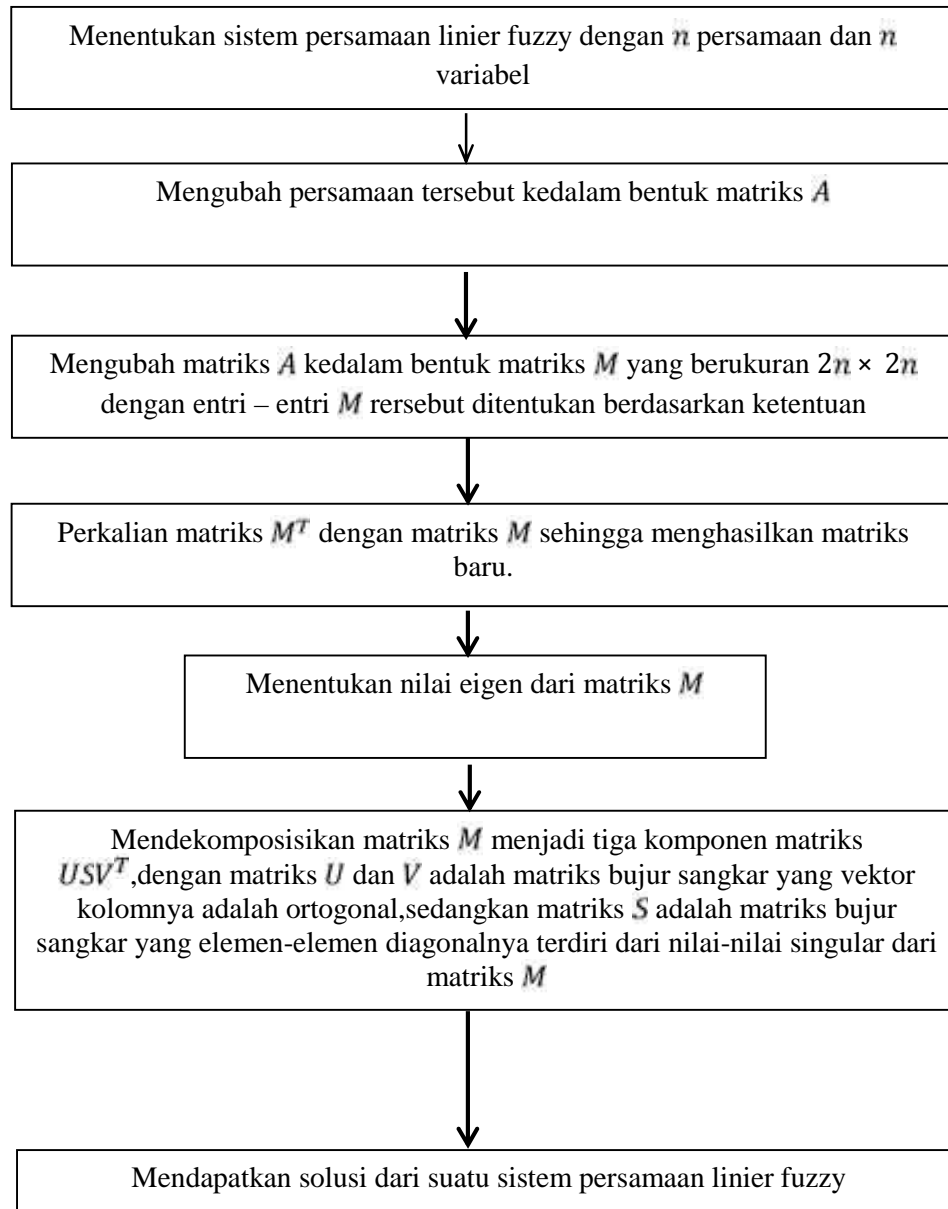 Menentukan sistem persamaan linier fuzzy dengan n persamaan dan n
variabel
Mengubah persamaan tersebut kedalam bentuk matriks A
Mengubah matriks A kedalam bentuk matriks M yang berukuran 2n × 2n
dengan entri – entri M rersebut ditentukan berdasarkan ketentuan
Perkalian matriks Mᵀ dengan matriks M sehingga menghasilkan matriks
baru.
Menentukan nilai eigen dari matriks M
Mendekomposisikan matriks M menjadi tiga komponen matriks
USVᵀ,dengan matriks U dan V adalah matriks bujur sangkar yang vektor
kolomnya adalah ortogonal,sedangkan matriks S adalah matriks bujur
sangkar yang elemen-elemen diagonalnya terdiri dari nilai-nilai singular dari
matriks M
Mendapatkan solusi dari suatu sistem persamaan linier fuzzy